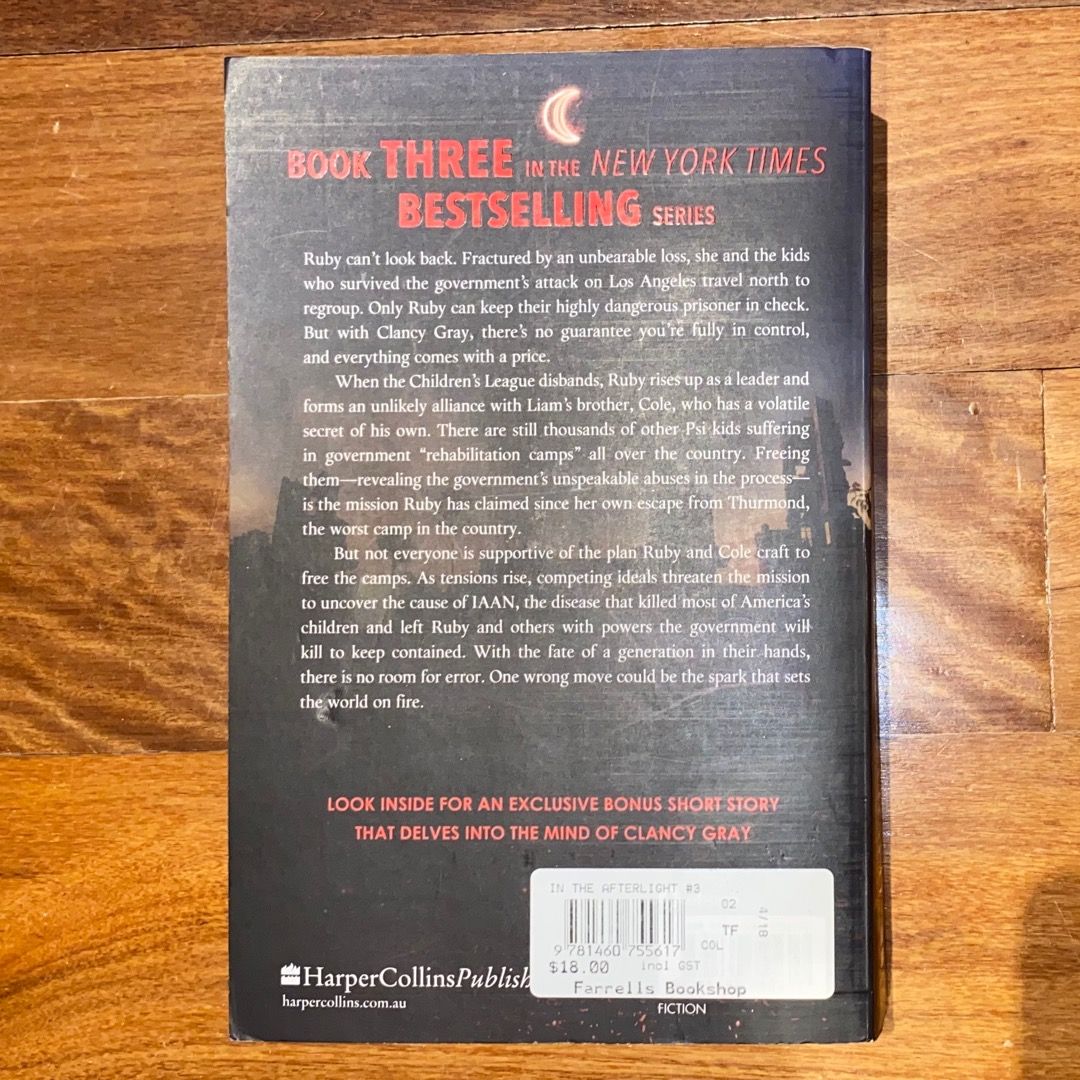 BOOK THREE IN THE NEW YORK TIMES
BESTSELLING SERIES
Ruby can't look back. Fractured by an unbearable loss, she and the kids
who survived the government's attack on Los Angeles travel north to
regroup. Only Ruby can keep their highly dangerous prisoner in check.
But with Clancy Gray, there's no guarantee you're fully in control,
and everything comes with a price.
When the Children's League disbands, Ruby rises up as a leader and
forms an unlikely alliance with Liam's brother, Cole, who has a volatile
secret of his own. There are still thousands of other Psi kids suffering
in government “rehabilitation camps” all over the country. Freeing
them—revealing the government's unspeakable abuses in the process—
is the mission Ruby has claimed since her own escape from Thurmond,
the worst camp in the country.
But not everyone is supportive of the plan Ruby and Cole craft to
free the camps. As tensions rise, competing ideals threaten the mission
to uncover the cause of IAAN, the disease that killed most of America's
children and left Ruby and others with powers the government will
kill to keep contained. With the fate of a generation in their hands,
there is no room for error. One wrong move could be the spark that sets
the world on fire.
LOOK INSIDE FOR AN EXCLUSIVE BONUS SHORT STORY
THAT DELVES INTO THE MIND OF CLANCY GRAY
IN THE AFTERLIGHT #3
02
4/18
TF
COL
9 781460 755617
$18.00 incl GST
Farrells Bookshop
HarperCollinsPublish
harpercollins.com.au
FICTION